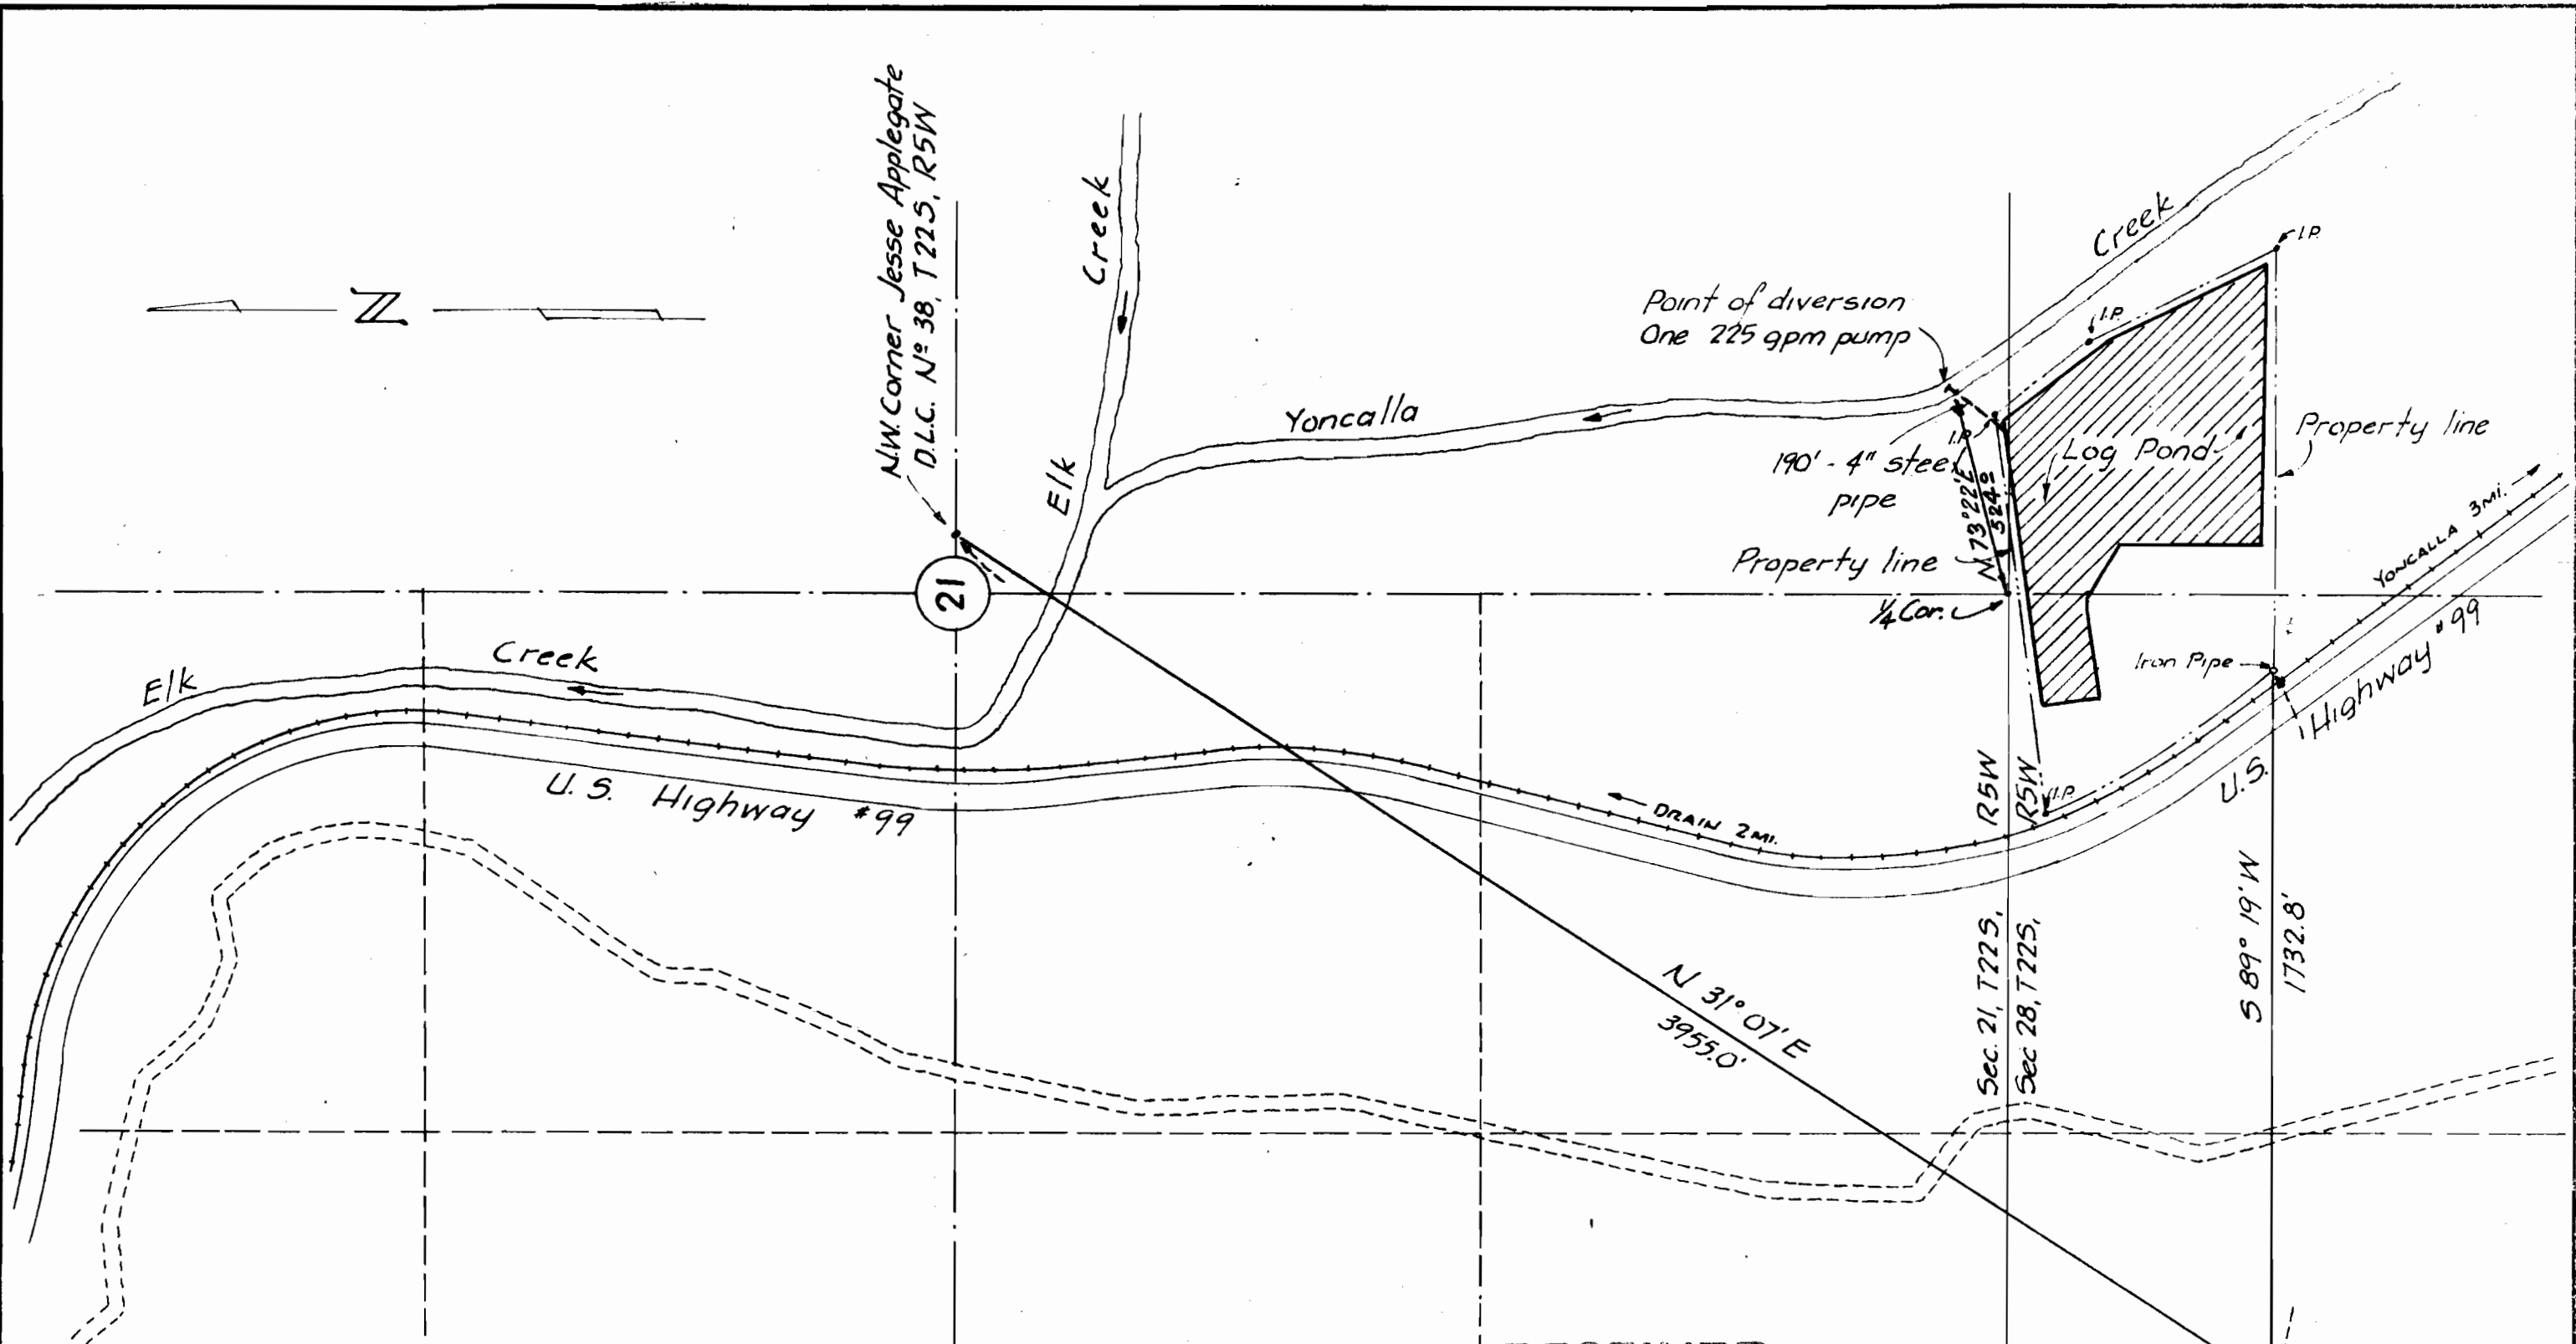 N.W. Corner Jesse Applegate
D.L.C. Nº 38, T22S, R5W
N
Creek
Elk
Creek
Point of diversion
One 225 gpm pump
Yoncalla
I.P.
I.P.
I.P.
190' - 4" steel
pipe
Log Pond
Property line
N 73° 22' E
524.0
Property line
1/4 Cor.
21
YONCALLA 3 MI.
Elk
Creek
Iron Pipe
U.S. Highway #99
U.S. Highway #99
DRAIN 2 MI.
I.P.
Sec. 21, T22S, R5W
Sec 28, T22S, R5W
S 89° 19' W
1732.8'
N 31° 07' E
3955.0'